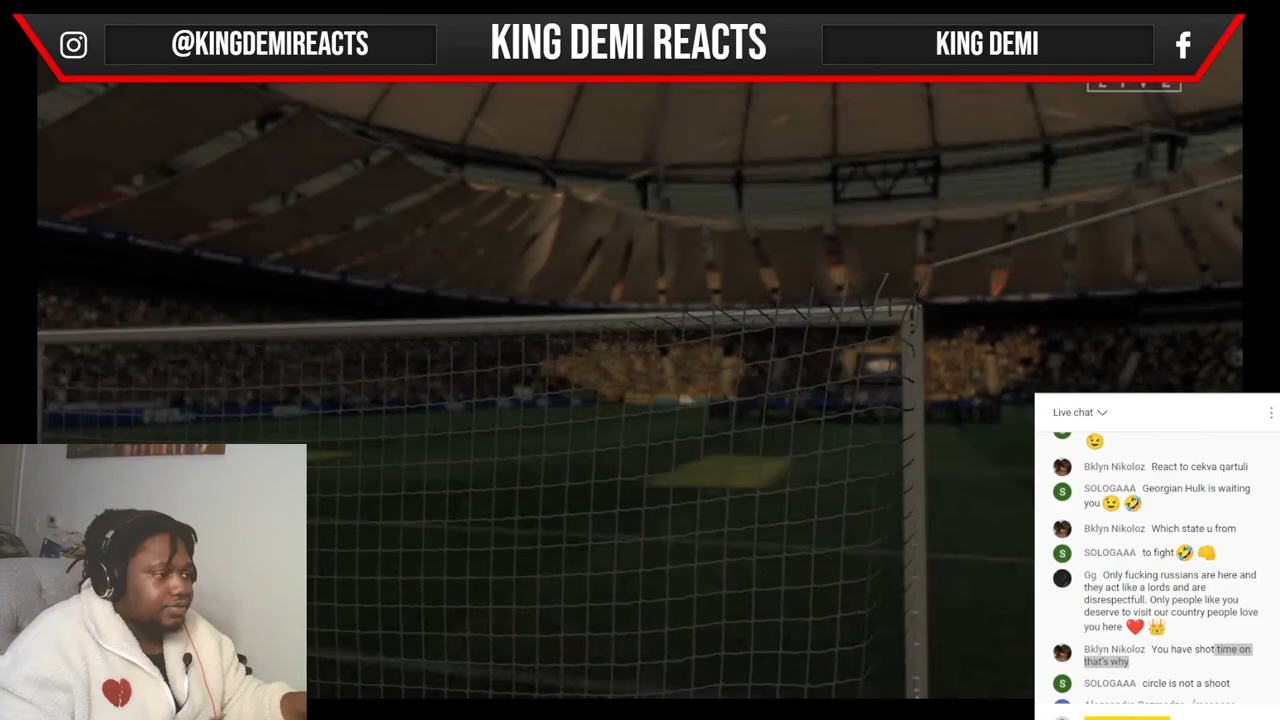 @KINGDEMIREACTS
KING DEMI REACTS
KING DEMI
LIVE
Live chat
Bklyn Nikoloz React to cekva qartuli
SOLOGAAA Georgian Hulk is waiting
you 😉 🤣
Bklyn Nikoloz Which state u from
SOLOGAAA to fight 🤣 👊
Gg Only fucking russians are here and
they act like a lords and are
disrespectfull. Only people like you
deserve to visit our country people love
you here ❤️ 👑
Bklyn Nikoloz You have shot time on
that's why
SOLOGAAA circle is not a shoot